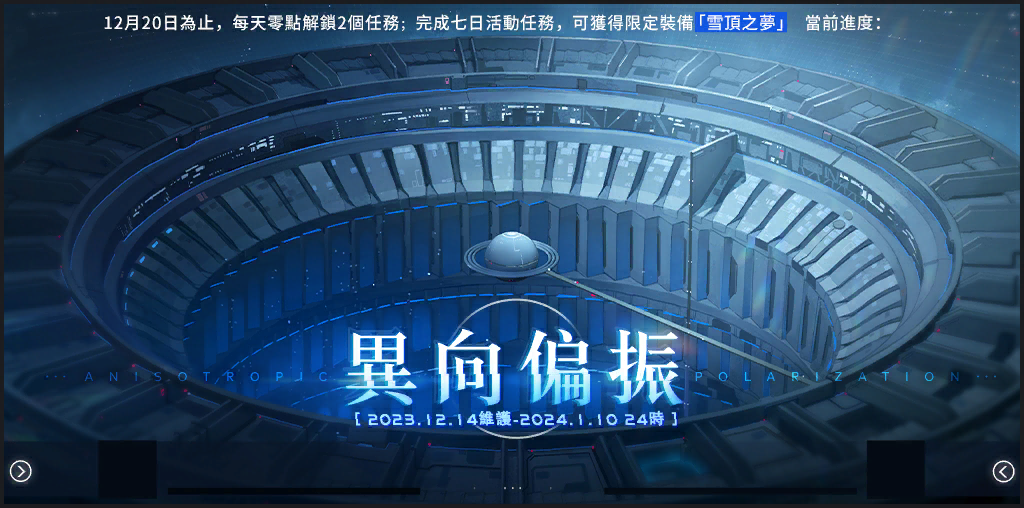 12月20日為止，每天零點解鎖2個任務；完成七日活動任務，可獲得限定裝備「雪頂之夢」 當前進度：
異向偏振
··· ANISOTROPIC POLARIZATION ···
[ 2023.12.14維護-2024.1.10 24時 ]